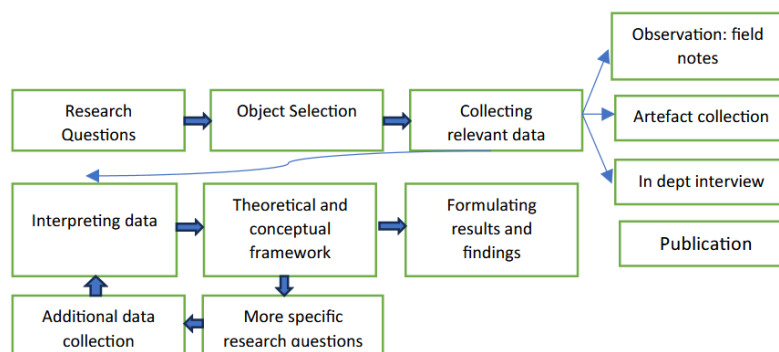 Observation: field
notes
Research
Questions
Object Selection
Collecting
relevant data
Artefact collection
In dept interview
Interpreting data
Theoretical and
conceptual
framework
Formulating
results and
findings
Publication
Additional data
collection
More specific
research questions